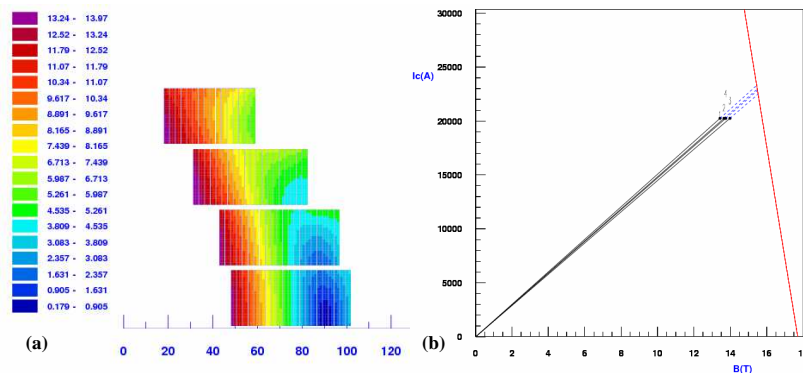 13.24 - 13.97
12.52 - 13.24
11.79 - 12.52
11.07 - 11.79
10.34 - 11.07
9.617 - 10.34
8.891 - 9.617
8.165 - 8.891
7.439 - 8.165
6.713 - 7.439
5.987 - 6.713
5.261 - 5.987
4.535 - 5.261
3.809 - 4.535
3.083 - 3.809
2.357 - 3.083
1.631 - 2.357
0.905 - 1.631
0.179 - 0.905
(a)
0 20 40 60 80 100 120
(b)
Ic(A)
30000
25000
20000
15000
10000
5000
0
0 2 4 6 8 10 12 14 16 18
B(T)